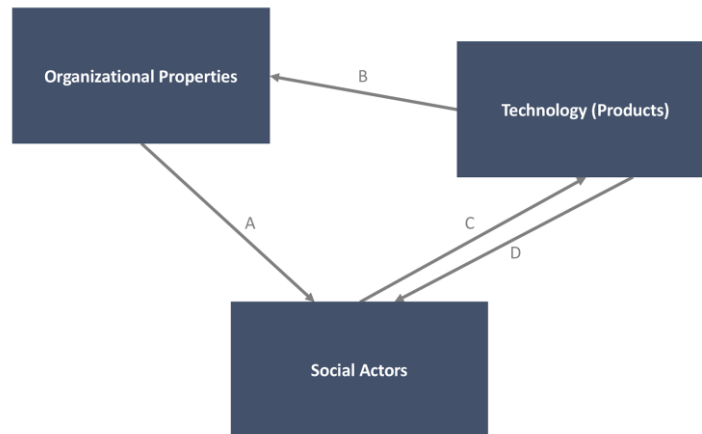 Organizational Properties
B
Technology (Products)
A
C
D
Social Actors